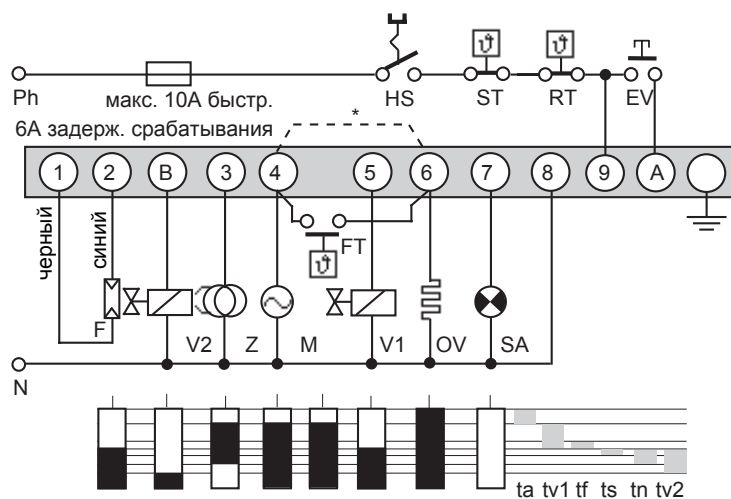 ϑ ϑ
Ph макс. 10А быстр. HS ST RT EV
6А задерж. срабатывания *
1 2 B 3 4 5 6 7 8 9 A
черный синий FT
ϑ
F V2 Z M V1 OV SA
N
ta tv1 tf ts tn tv2